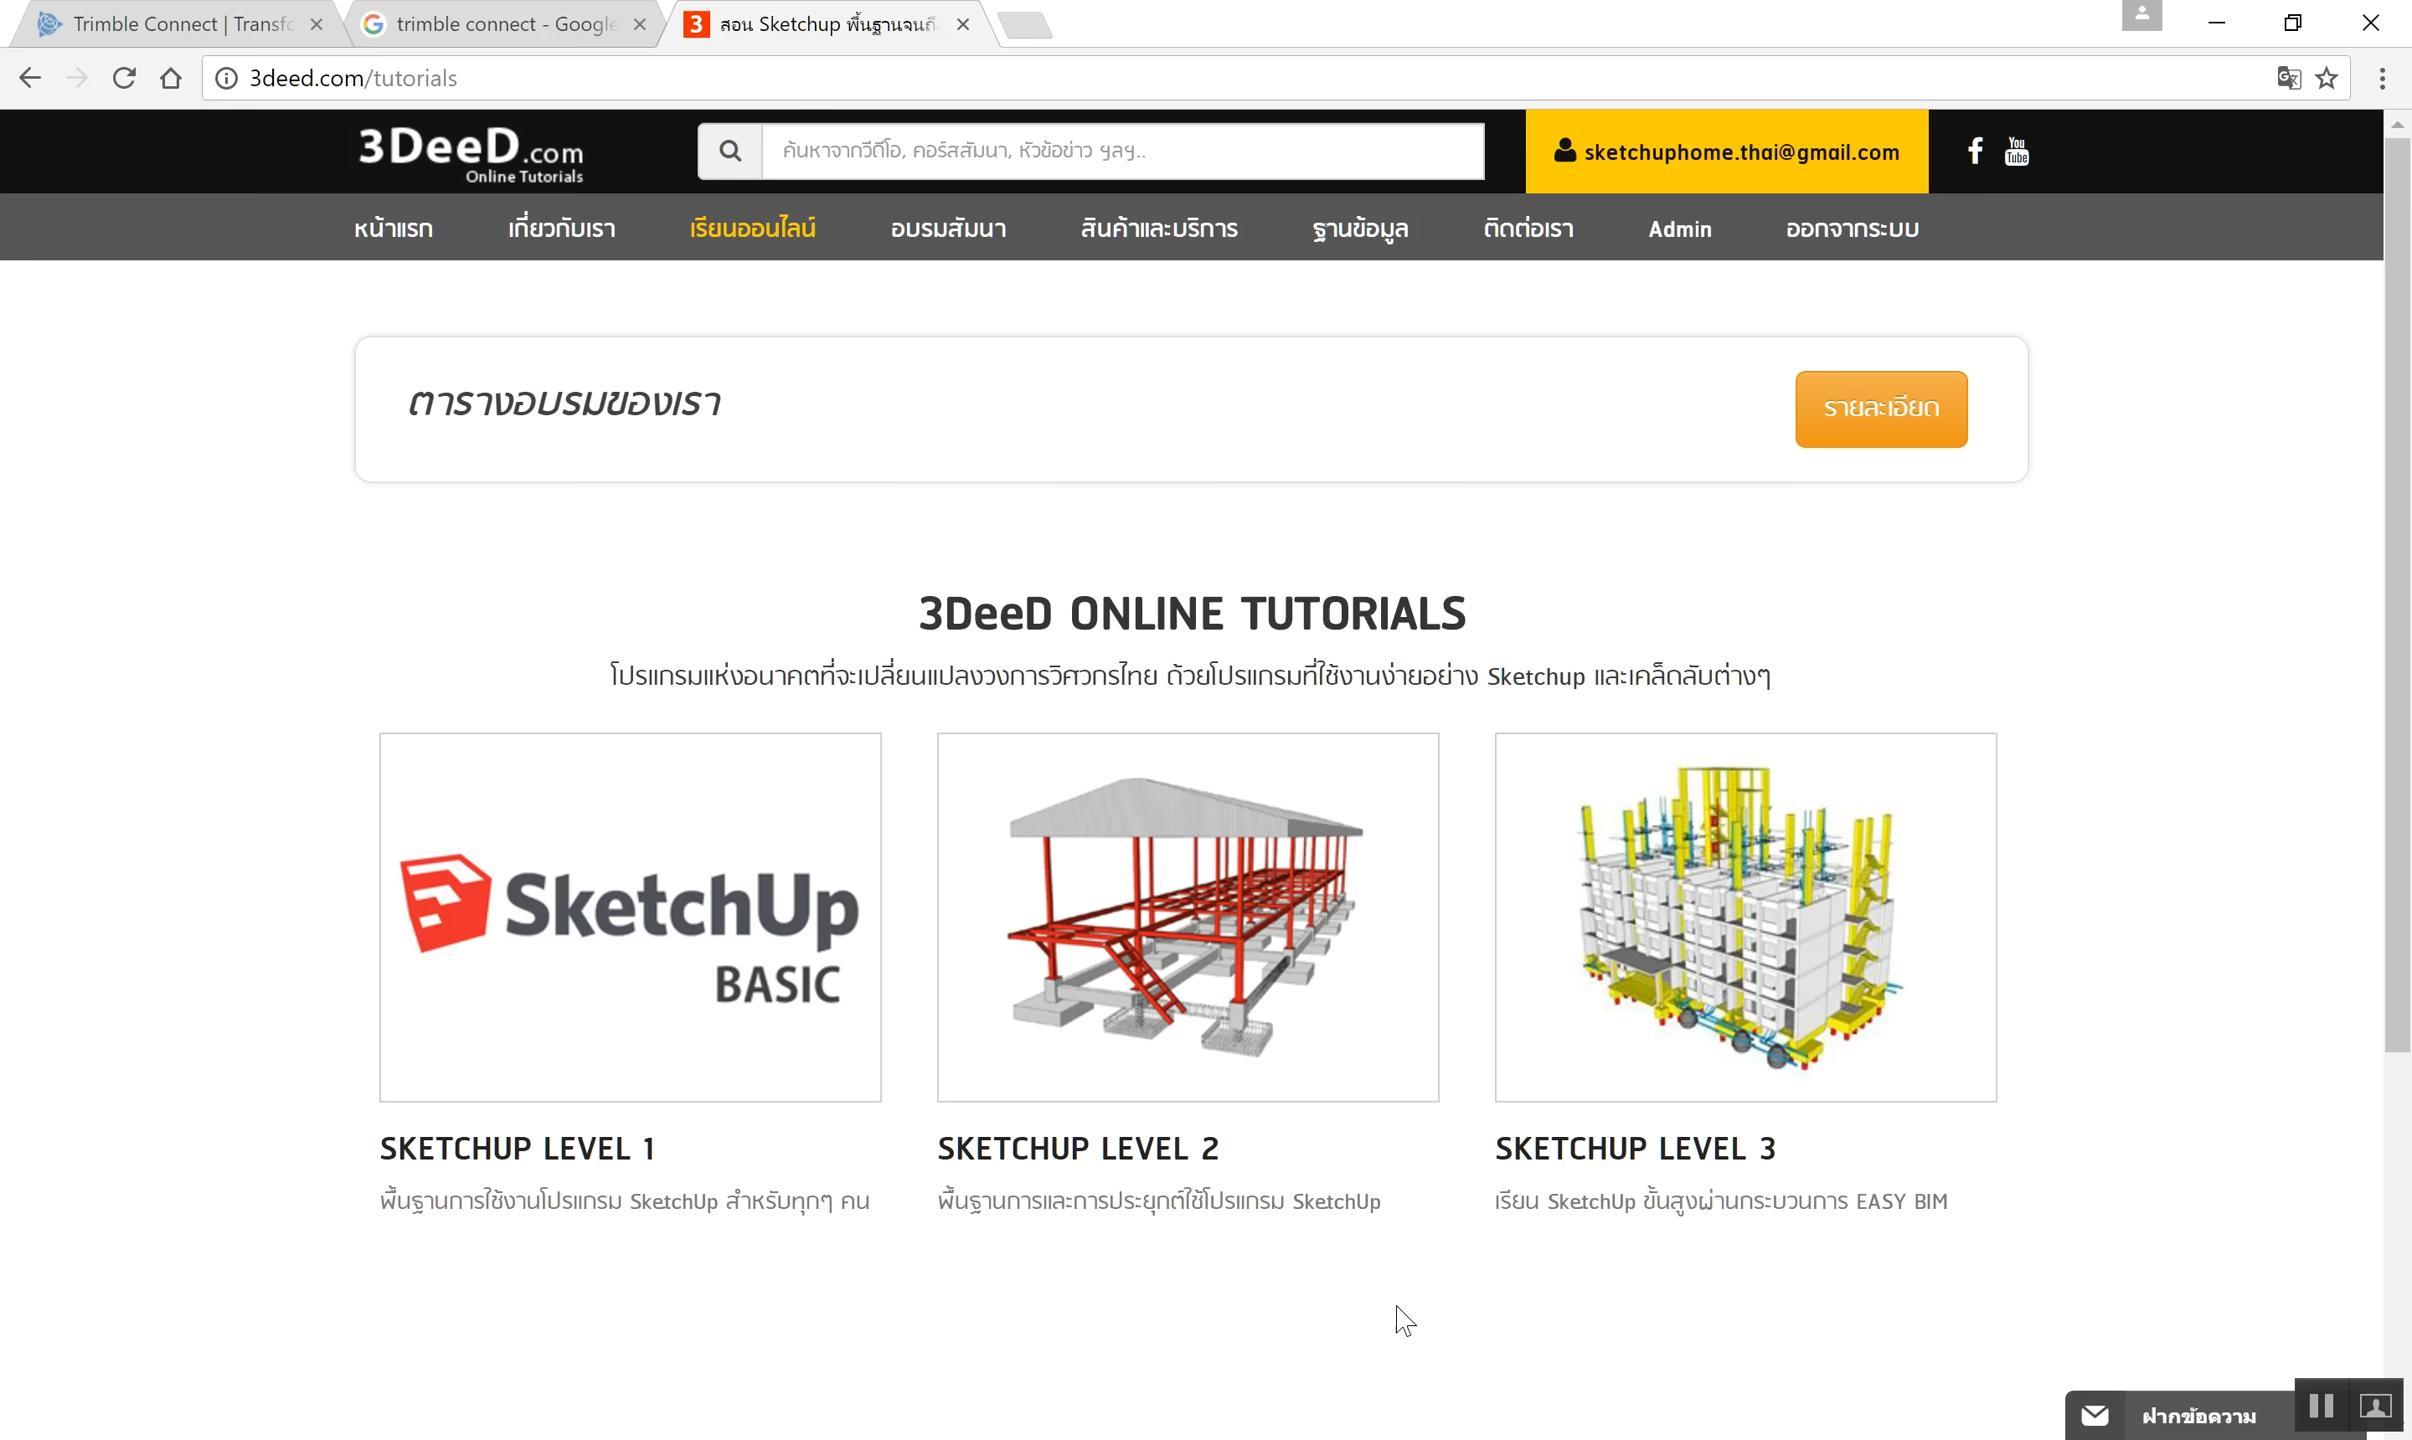 Trimble Connect | Transfo
trimble connect - Google
สอน Sketchup พื้นฐานจนถึง
3deed.com/tutorials
3DeeD.com
Online Tutorials
ค้นหาจากวีดีโอ, คอร์สสัมนา, หัวข้อข่าว ฯลฯ..
sketchuphome.thai@gmail.com
You
Tube
หน้าแรก
เกี่ยวกับเรา
เรียนออนไลน์
อบรมสัมนา
สินค้าและบริการ
ฐานข้อมูล
ติดต่อเรา
Admin
ออกจากระบบ
ตารางอบรมของเรา
รายละเอียด
3DeeD ONLINE TUTORIALS
โปรแกรมแห่งอนาคตที่จะเปลี่ยนแปลงวงการวิศวกรไทย ด้วยโปรแกรมที่ใช้งานง่ายอย่าง Sketchup และเคล็ดลับต่างๆ
SketchUp
BASIC
SKETCHUP LEVEL 1
พื้นฐานการใช้งานโปรแกรม SketchUp สำหรับทุกๆ คน
SKETCHUP LEVEL 2
พื้นฐานการและการประยุกต์ใช้โปรแกรม SketchUp
SKETCHUP LEVEL 3
เรียน SketchUp ขั้นสูงผ่านกระบวนการ EASY BIM
ฝากข้อความ